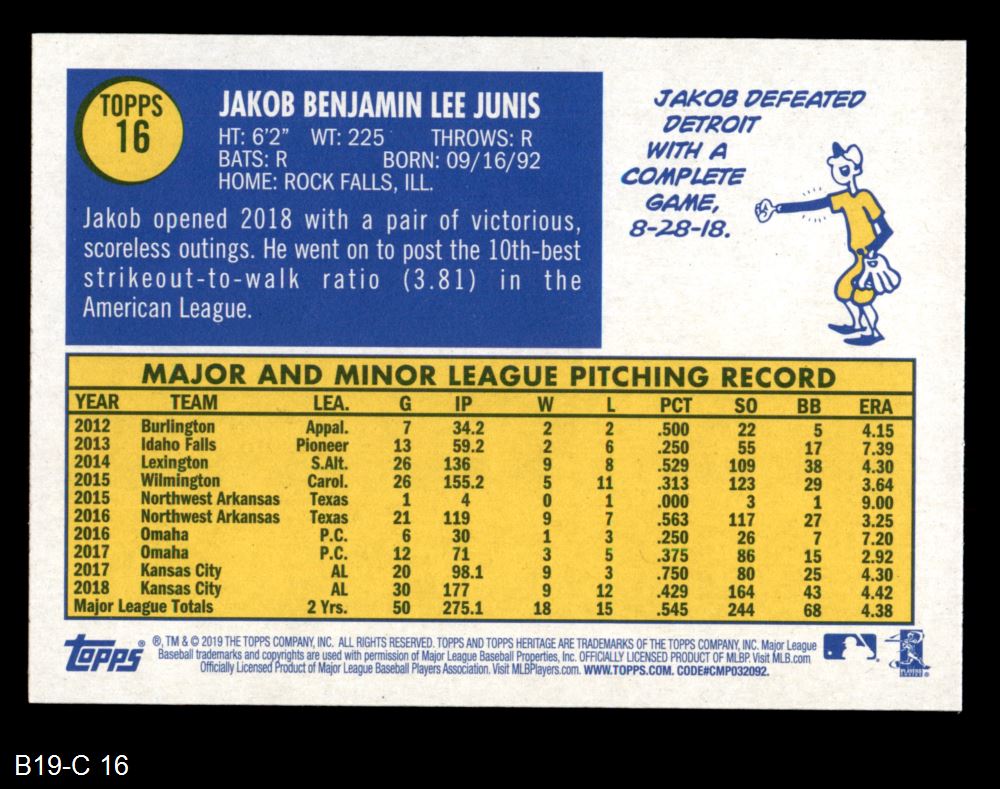 TOPPS
16
JAKOB BENJAMIN LEE JUNIS
HT: 6'2" WT: 225 THROWS: R
BATS: R BORN: 09/16/92
HOME: ROCK FALLS, ILL.
Jakob opened 2018 with a pair of victorious,
scoreless outings. He went on to post the 10th-best
strikeout-to-walk ratio (3.81) in the
American League.
JAKOB DEFEATED
DETROIT
WITH A
COMPLETE
GAME,
8-28-18.
MAJOR AND MINOR LEAGUE PITCHING RECORD
YEAR TEAM LEA. G IP W L PCT SO BB ERA
2012 Burlington Appal. 7 34.2 2 2 .500 22 5 4.15
2013 Idaho Falls Pioneer 13 59.2 2 6 .250 55 17 7.39
2014 Lexington S.Alt. 26 136 9 8 .529 109 38 4.30
2015 Wilmington Carol. 26 155.2 5 11 .313 123 29 3.64
2015 Northwest Arkansas Texas 1 4 0 1 .000 3 1 9.00
2016 Northwest Arkansas Texas 21 119 9 7 .563 117 27 3.25
2016 Omaha P.C. 6 30 1 3 .250 26 7 7.20
2017 Omaha P.C. 12 71 3 5 .375 86 15 2.92
2017 Kansas City AL 20 98.1 9 3 .750 80 25 4.30
2018 Kansas City AL 30 177 9 12 .429 164 43 4.42
Major League Totals 2 Yrs. 50 275.1 18 15 .545 244 68 4.38
Topps®
®, TM & © 2019 THE TOPPS COMPANY, INC. ALL RIGHTS RESERVED. TOPPS AND TOPPS HERITAGE ARE TRADEMARKS OF THE TOPPS COMPANY, INC. Major League
Baseball trademarks and copyrights are used with permission of Major League Baseball Properties, Inc. OFFICIALLY LICENSED PRODUCT OF MLBP. Visit MLB.com
Officially Licensed Product of Major League Baseball Players Association. Visit MLBPlayers.com. WWW.TOPPS.COM. CODE#CMP032092.
B19-C 16